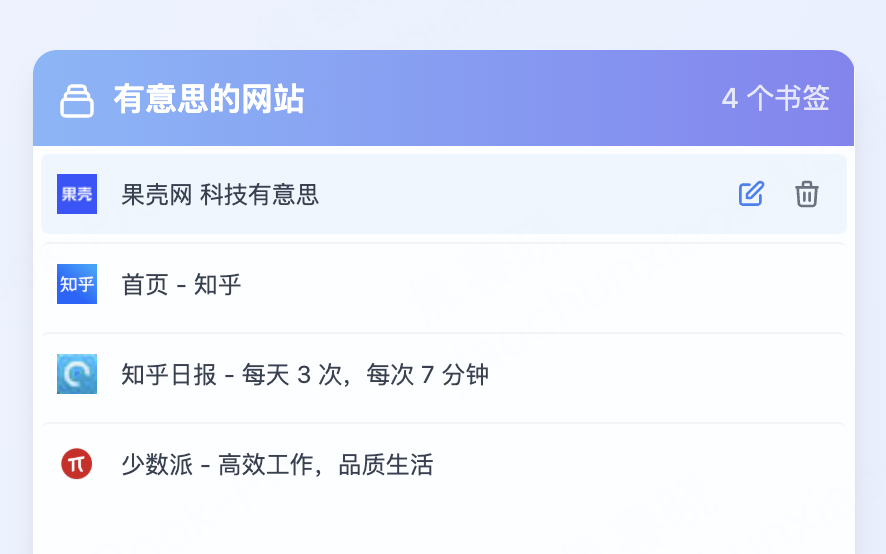 有意思的网站
4 个书签
果壳
果壳网 科技有意思
知乎
首页 - 知乎
知乎日报 - 每天 3 次，每次 7 分钟
π
少数派 - 高效工作，品质生活